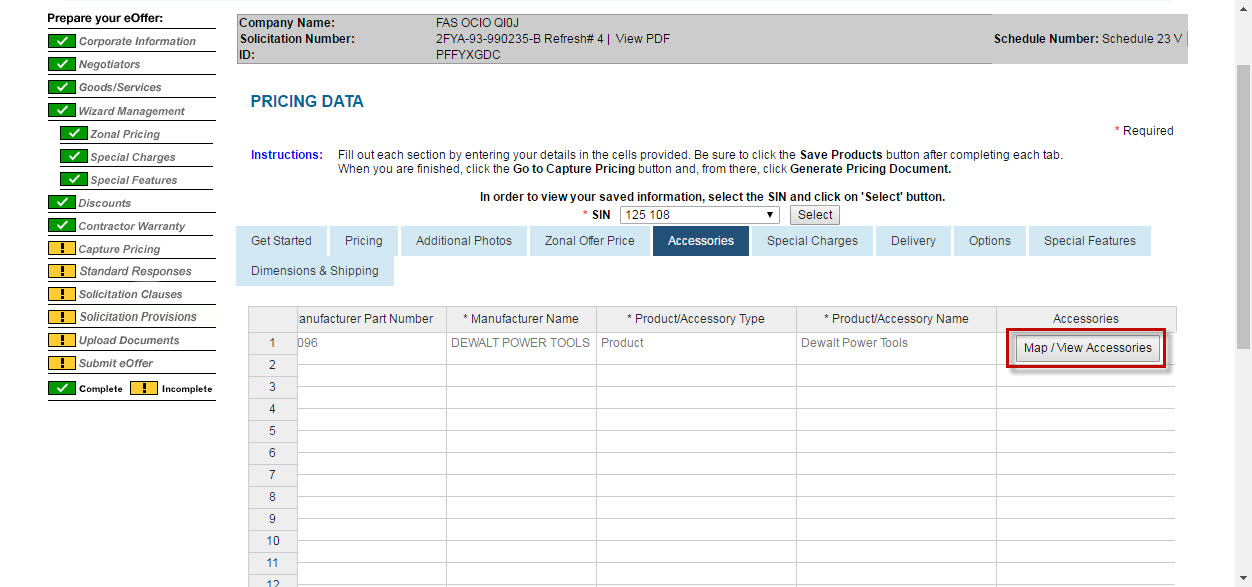 Prepare your eOffer:
Corporate Information
Negotiators
Goods/Services
Wizard Management
Zonal Pricing
Special Charges
Special Features
Discounts
Contractor Warranty
Capture Pricing
Standard Responses
Solicitation Clauses
Solicitation Provisions
Upload Documents
Submit eOffer
Complete ! Incomplete
Company Name: FAS OCIO QI0J
Solicitation Number: 2FYA-93-990235-B Refresh# 4 | View PDF
Schedule Number: Schedule 23 V
ID: PFFYXGDC
PRICING DATA
* Required
Instructions: Fill out each section by entering your details in the cells provided. Be sure to click the Save Products button after completing each tab.
When you are finished, click the Go to Capture Pricing button and, from there, click Generate Pricing Document.
In order to view your saved information, select the SIN and click on 'Select' button.
* SIN 125 108 Select
Get Started Pricing Additional Photos Zonal Offer Price Accessories Special Charges Delivery Options Special Features
Dimensions & Shipping
anufacturer Part Number * Manufacturer Name * Product/Accessory Type * Product/Accessory Name Accessories
1 096 DEWALT POWER TOOLS Product Dewalt Power Tools Map / View Accessories
2
3
4
5
6
7
8
9
10
11
12